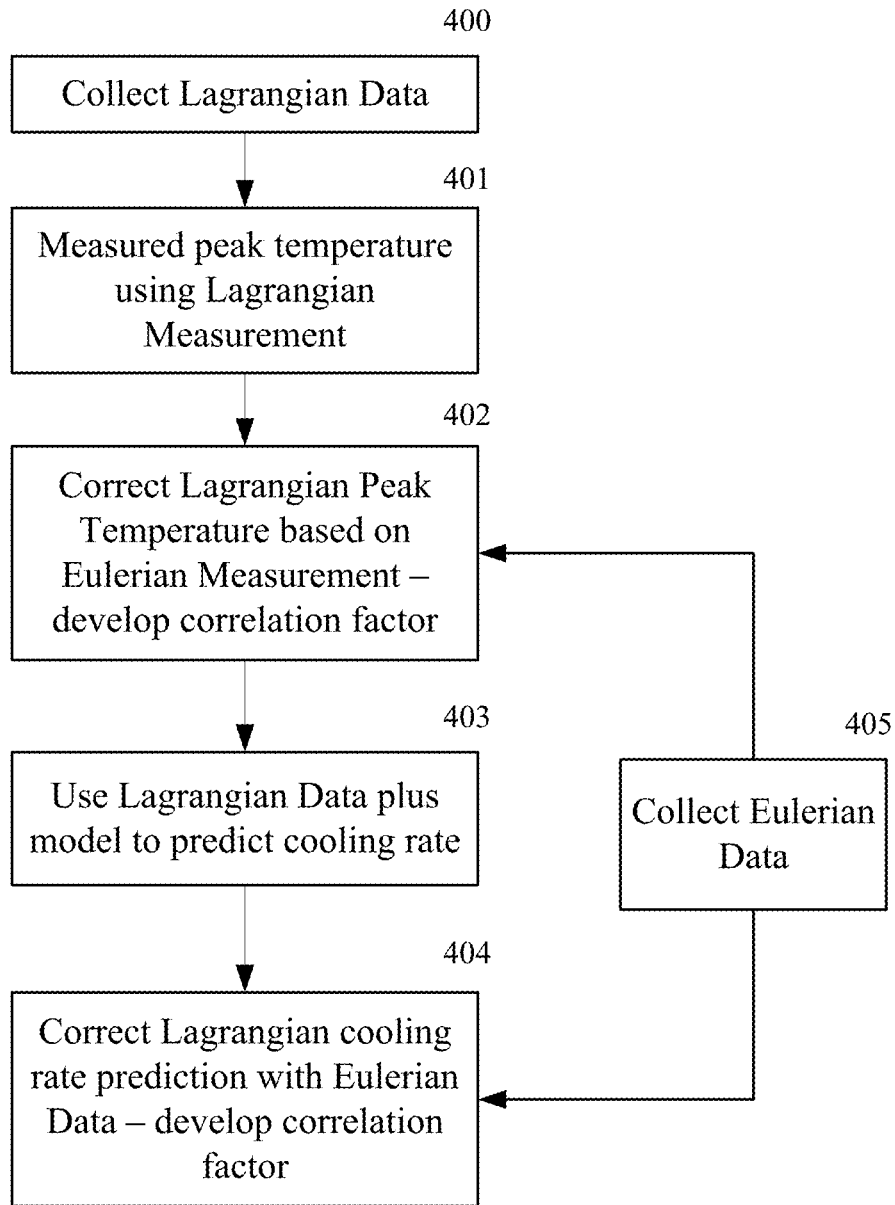 400
Collect Lagrangian Data
401
Measured peak temperature
using Lagrangian
Measurement
402
Correct Lagrangian Peak
Temperature based on
Eulerian Measurement –
develop correlation factor
403
Use Lagrangian Data plus
model to predict cooling rate
405
Collect Eulerian
Data
404
Correct Lagrangian cooling
rate prediction with Eulerian
Data – develop correlation
factor